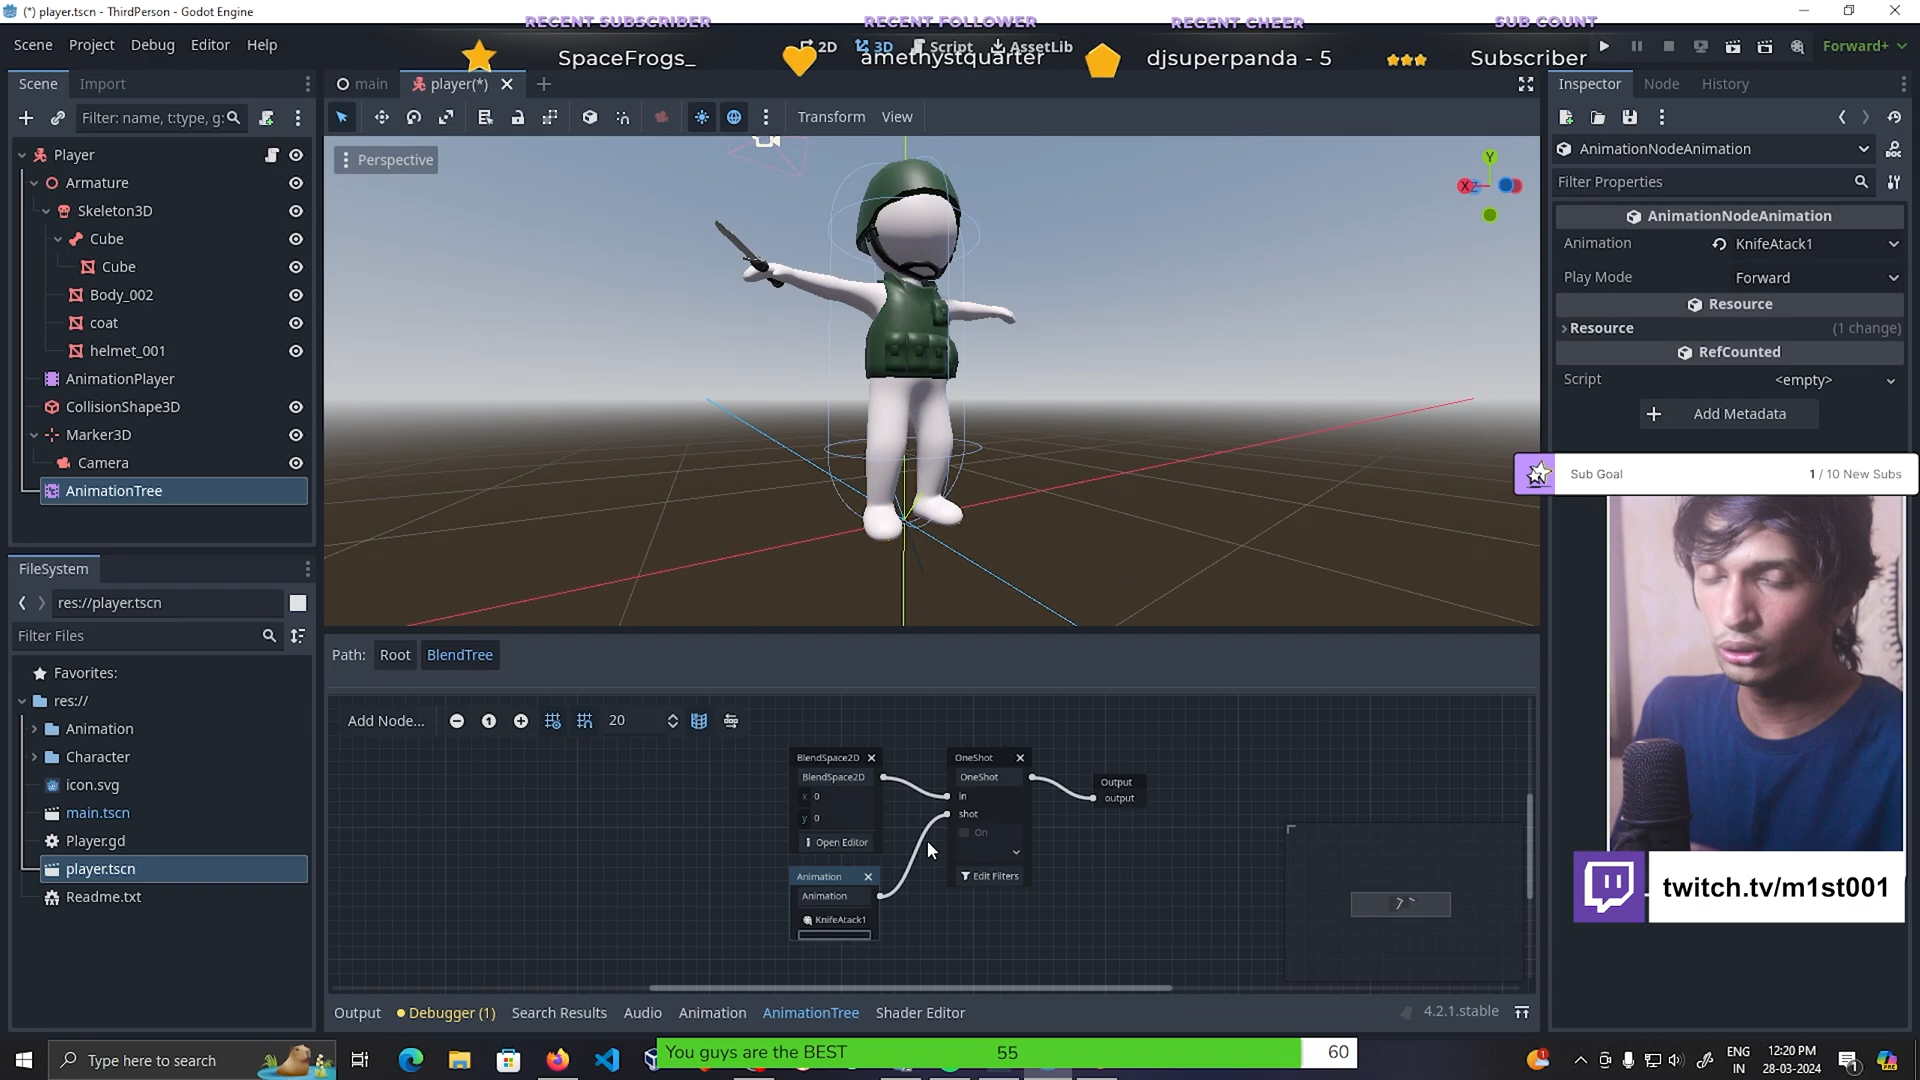 (*) player.tscn - ThirdPerson - Godot Engine
RECENT SUBSCRIBER
RECENT FOLLOWER
RECENT CHEER
SUB COUNT
Scene Project Debug Editor Help
2D 3D Script AssetLib
Forward+
SpaceFrogs_
amethystquarter
djsuperpanda - 5
Subscriber
Scene Import
main player(*)
Inspector Node History
Filter: name, t:type, g:
Transform View
Perspective
AnimationNodeAnimation
Filter Properties
AnimationNodeAnimation
Animation KnifeAtack1
Play Mode Forward
Resource
Resource (1 change)
RefCounted
Script <empty>
Add Metadata
Y
X
Z
Player
Armature
Skeleton3D
Cube
Cube
Body_002
coat
helmet_001
AnimationPlayer
CollisionShape3D
Marker3D
Camera
AnimationTree
Sub Goal 1 / 10 New Subs
FileSystem
res://player.tscn
Filter Files
Favorites:
res://
Animation
Character
icon.svg
main.tscn
Player.gd
player.tscn
Readme.txt
Path: Root BlendTree
Add Node... 1 20
BlendSpace2D
BlendSpace2D
x 0
y 0
Open Editor
Animation
Animation
KnifeAtack1
OneShot
OneShot
in
shot
On
Edit Filters
Output
output
twitch.tv/m1st001
Output Debugger (1) Search Results Audio Animation AnimationTree Shader Editor
4.2.1.stable
Type here to search
You guys are the BEST 55 60
ENG
IN
12:20 PM
28-03-2024